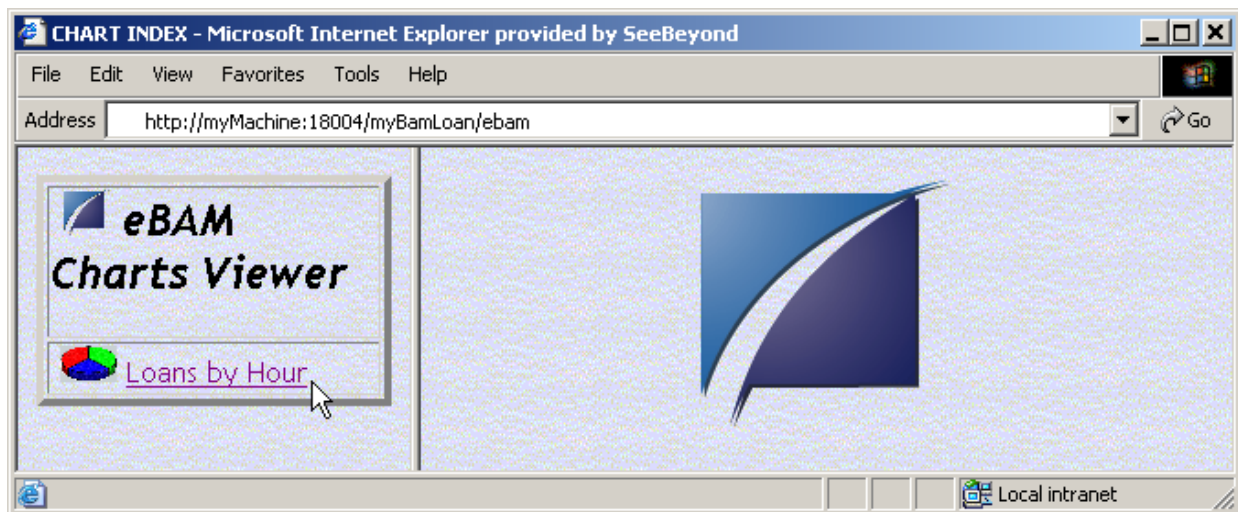 CHART INDEX - Microsoft Internet Explorer provided by SeeBeyond
File Edit View Favorites Tools Help
Address http://myMachine:18004/myBamLoan/ebam Go
eBAM
Charts Viewer
Loans by Hour
Local intranet